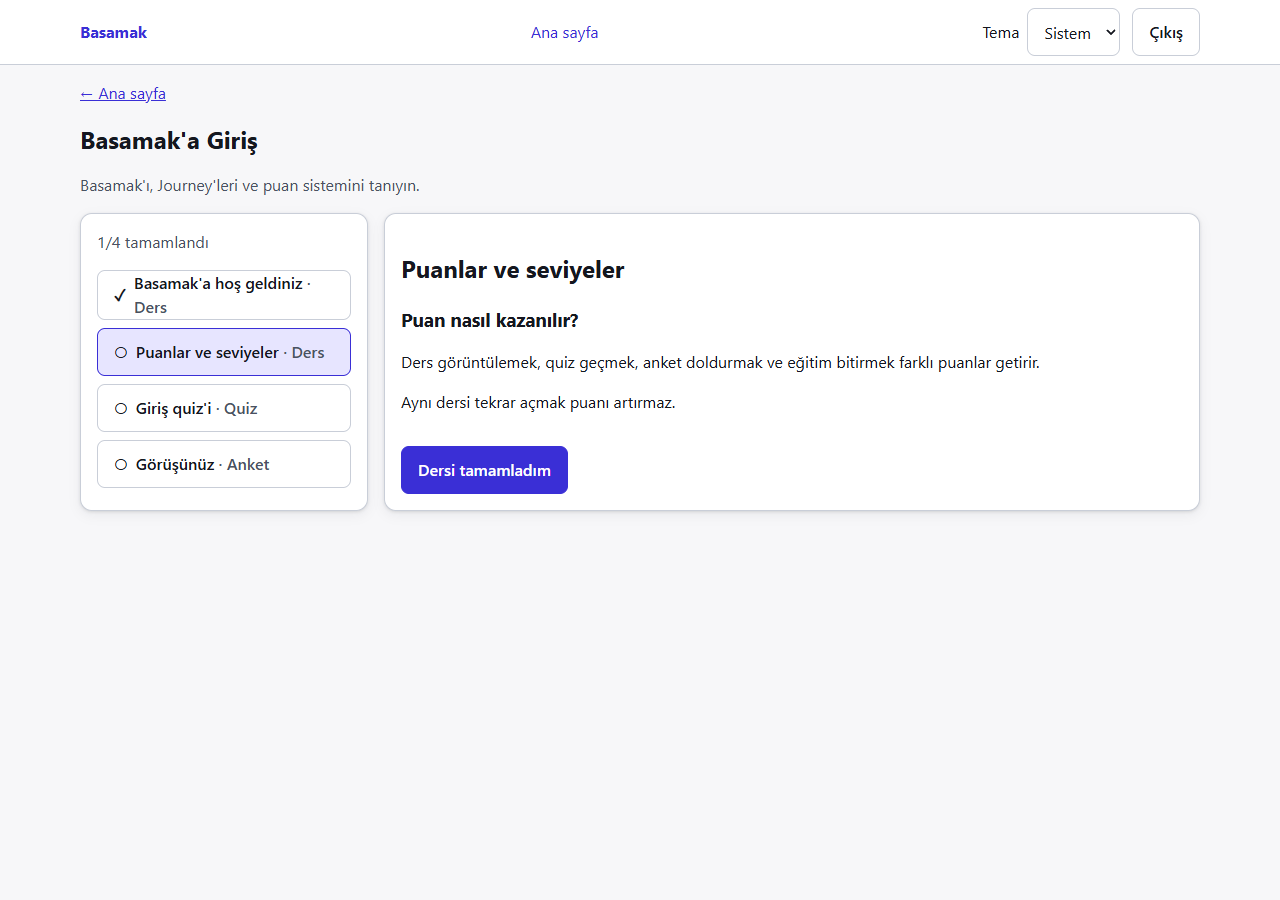 Basamak
Ana sayfa
Tema
Sistem
Çıkış
← Ana sayfa
Basamak'a Giriş
Basamak'ı, Journey'leri ve puan sistemini tanıyın.
1/4 tamamlandı
✓ Basamak'a hoş geldiniz ·
Ders
○ Puanlar ve seviyeler · Ders
○ Giriş quiz'i · Quiz
○ Görüşünüz · Anket
Puanlar ve seviyeler
Puan nasıl kazanılır?
Ders görüntülemek, quiz geçmek, anket doldurmak ve eğitim bitirmek farklı puanlar getirir.
Aynı dersi tekrar açmak puanı artırmaz.
Dersi tamamladım